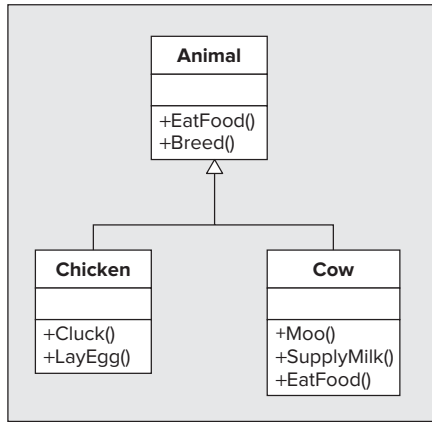 Animal
+EatFood()
+Breed()
Chicken
+Cluck()
+LayEgg()
Cow
+Moo()
+SupplyMilk()
+EatFood()